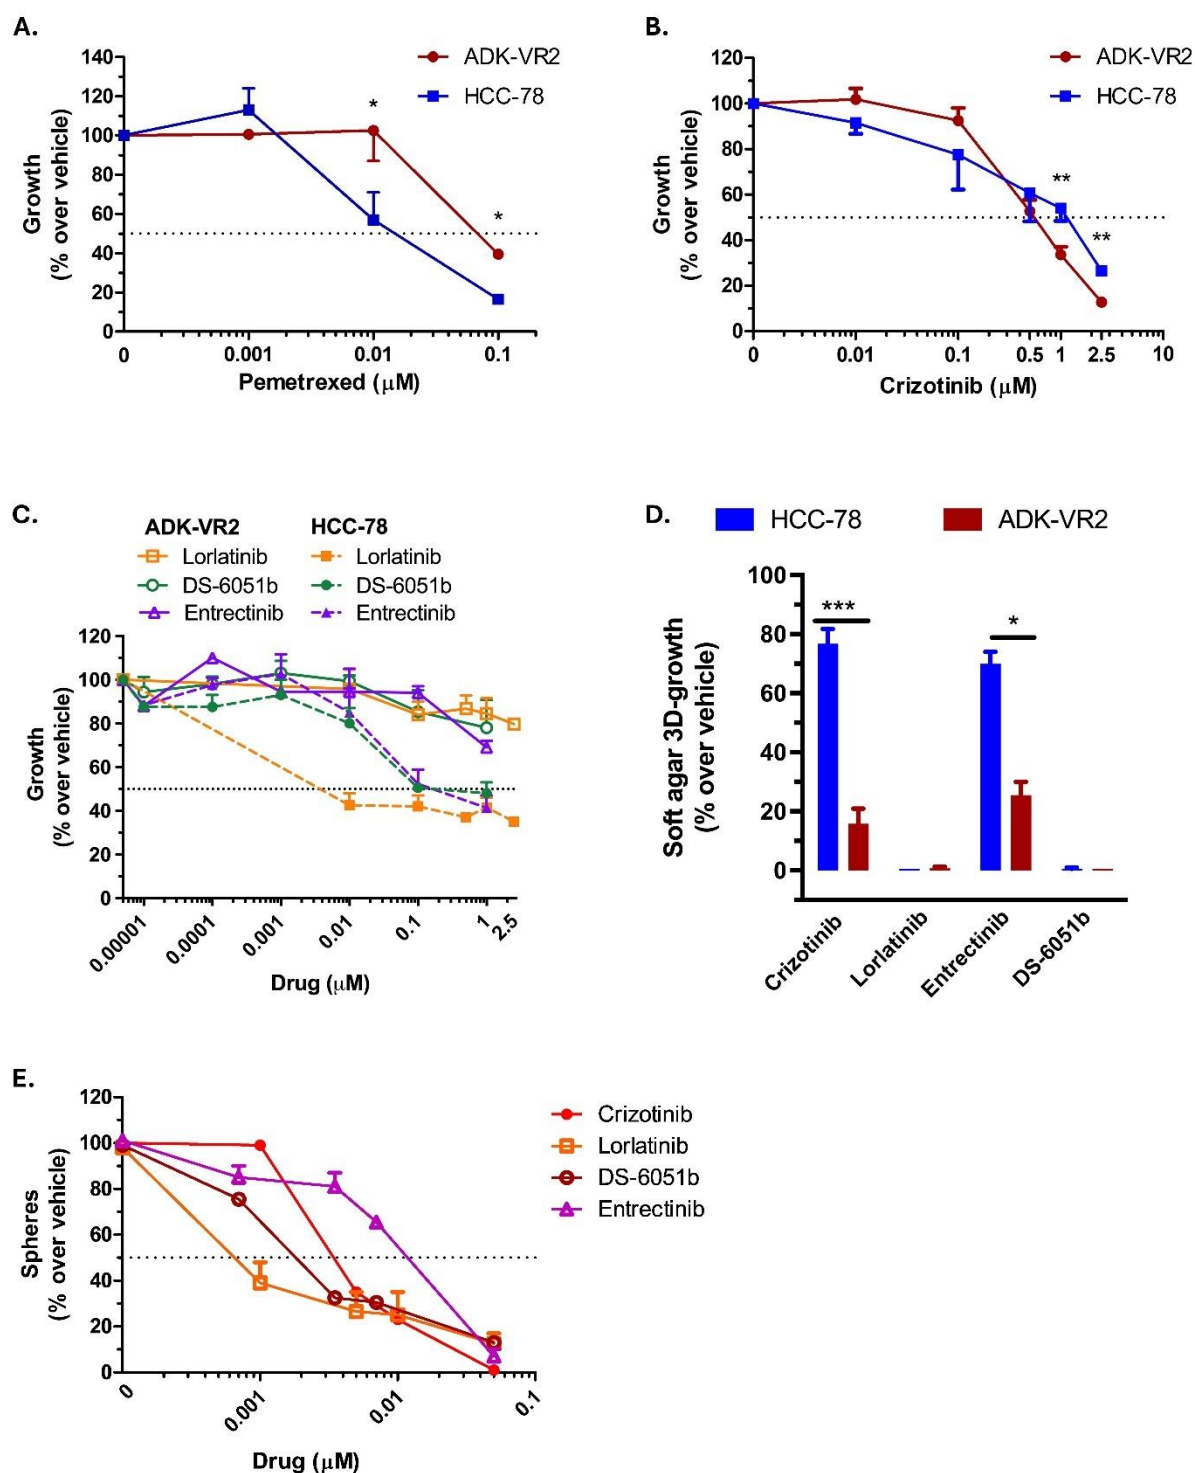 A.
ADK-VR2
HCC-78
140
120
100
80
60
40
20
0
Growth
(% over vehicle)
*
*
0 0.001 0.01 0.1
Pemetrexed (μM)
B.
ADK-VR2
HCC-78
120
100
80
60
40
20
0
Growth
(% over vehicle)
**
**
0 0.01 0.1 0.5 1 2.5 10
Crizotinib (μM)
C.
ADK-VR2 HCC-78
Lorlatinib Lorlatinib
DS-6051b DS-6051b
Entrectinib Entrectinib
120
100
80
60
40
20
0
Growth
(% over vehicle)
0.00001 0.0001 0.001 0.01 0.1 1 2.5
Drug (μM)
D.
HCC-78 ADK-VR2
100
80
60
40
20
0
Soft agar 3D-growth
(% over vehicle)
***
*
Crizotinib Lorlatinib Entrectinib DS-6051b
E.
120
100
80
60
40
20
0
Spheres
(% over vehicle)
Crizotinib
Lorlatinib
DS-6051b
Entrectinib
0 0.001 0.01 0.1
Drug (μM)